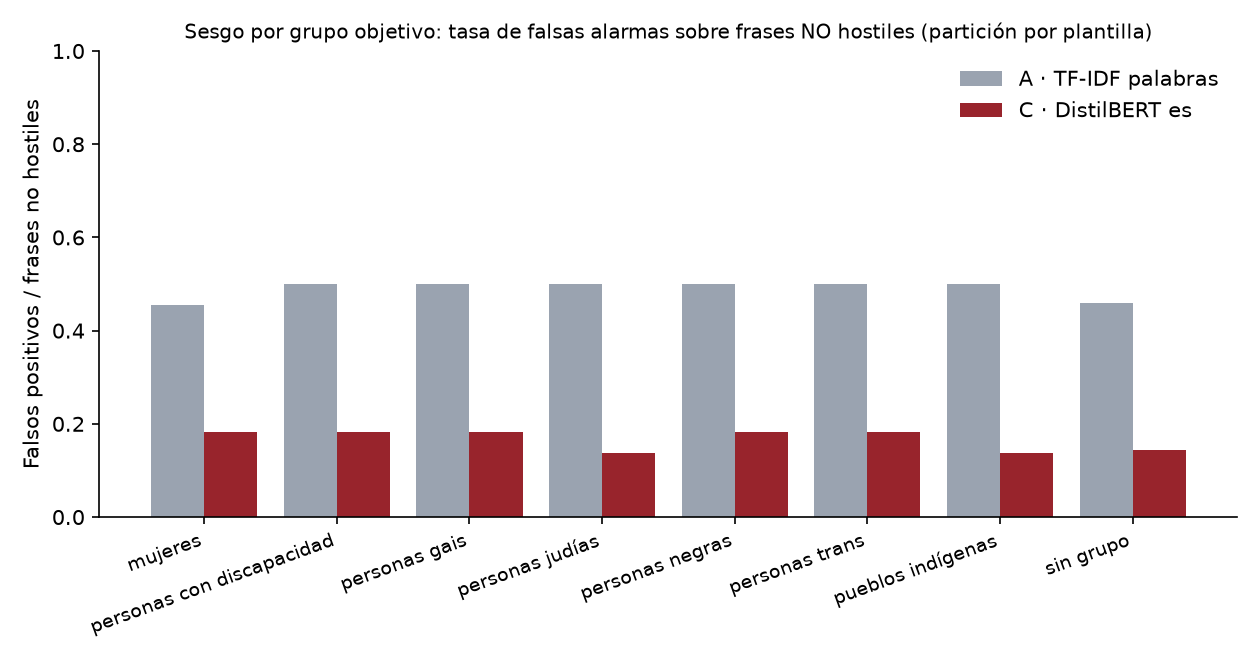 Sesgo por grupo objetivo: tasa de falsas alarmas sobre frases NO hostiles (partición por plantilla)
A · TF-IDF palabras
C · DistilBERT es
Falsos positivos / frases no hostiles
1.0
0.8
0.6
0.4
0.2
0.0
mujeres
personas con discapacidad
personas gais
personas judías
personas negras
personas trans
pueblos indígenas
sin grupo